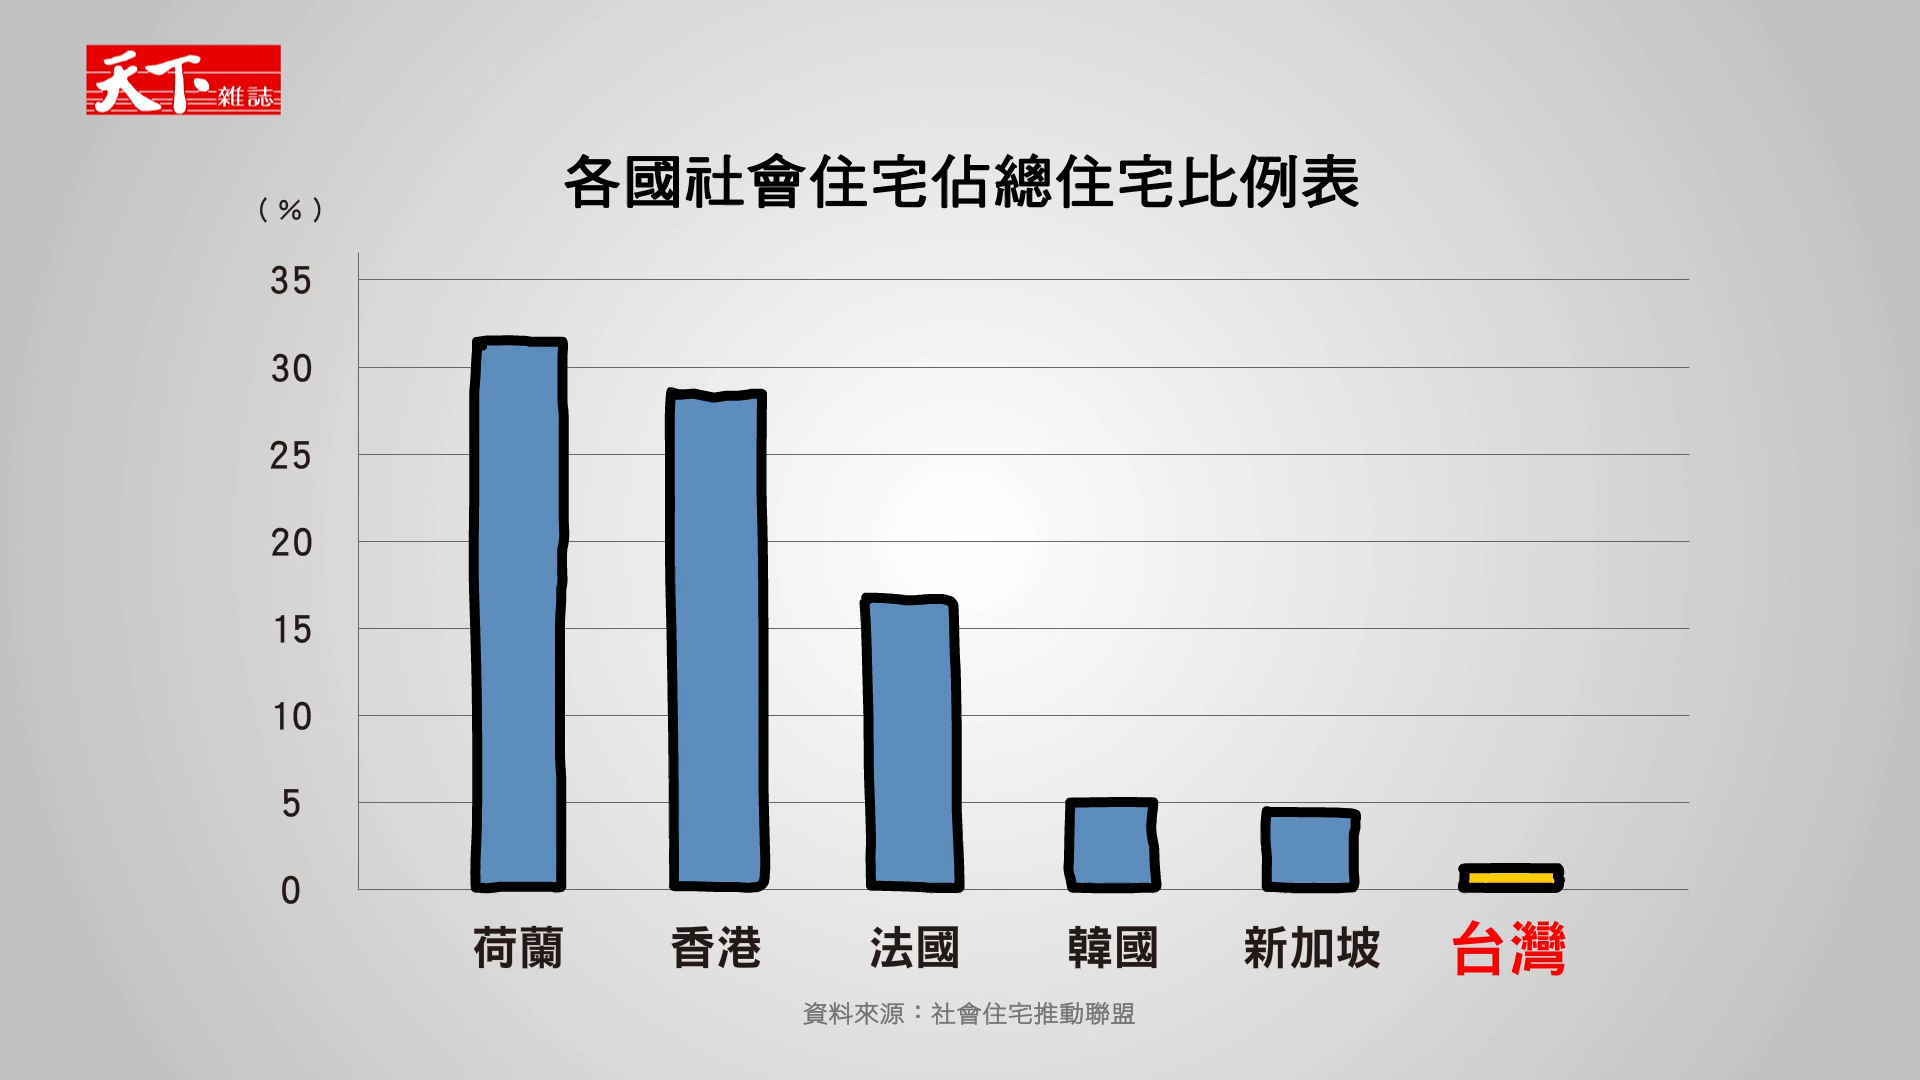 天下雜誌
各國社會住宅佔總住宅比例表
（%）
35
30
25
20
15
10
5
0
荷蘭
香港
法國
韓國
新加坡
台灣
資料來源：社會住宅推動聯盟